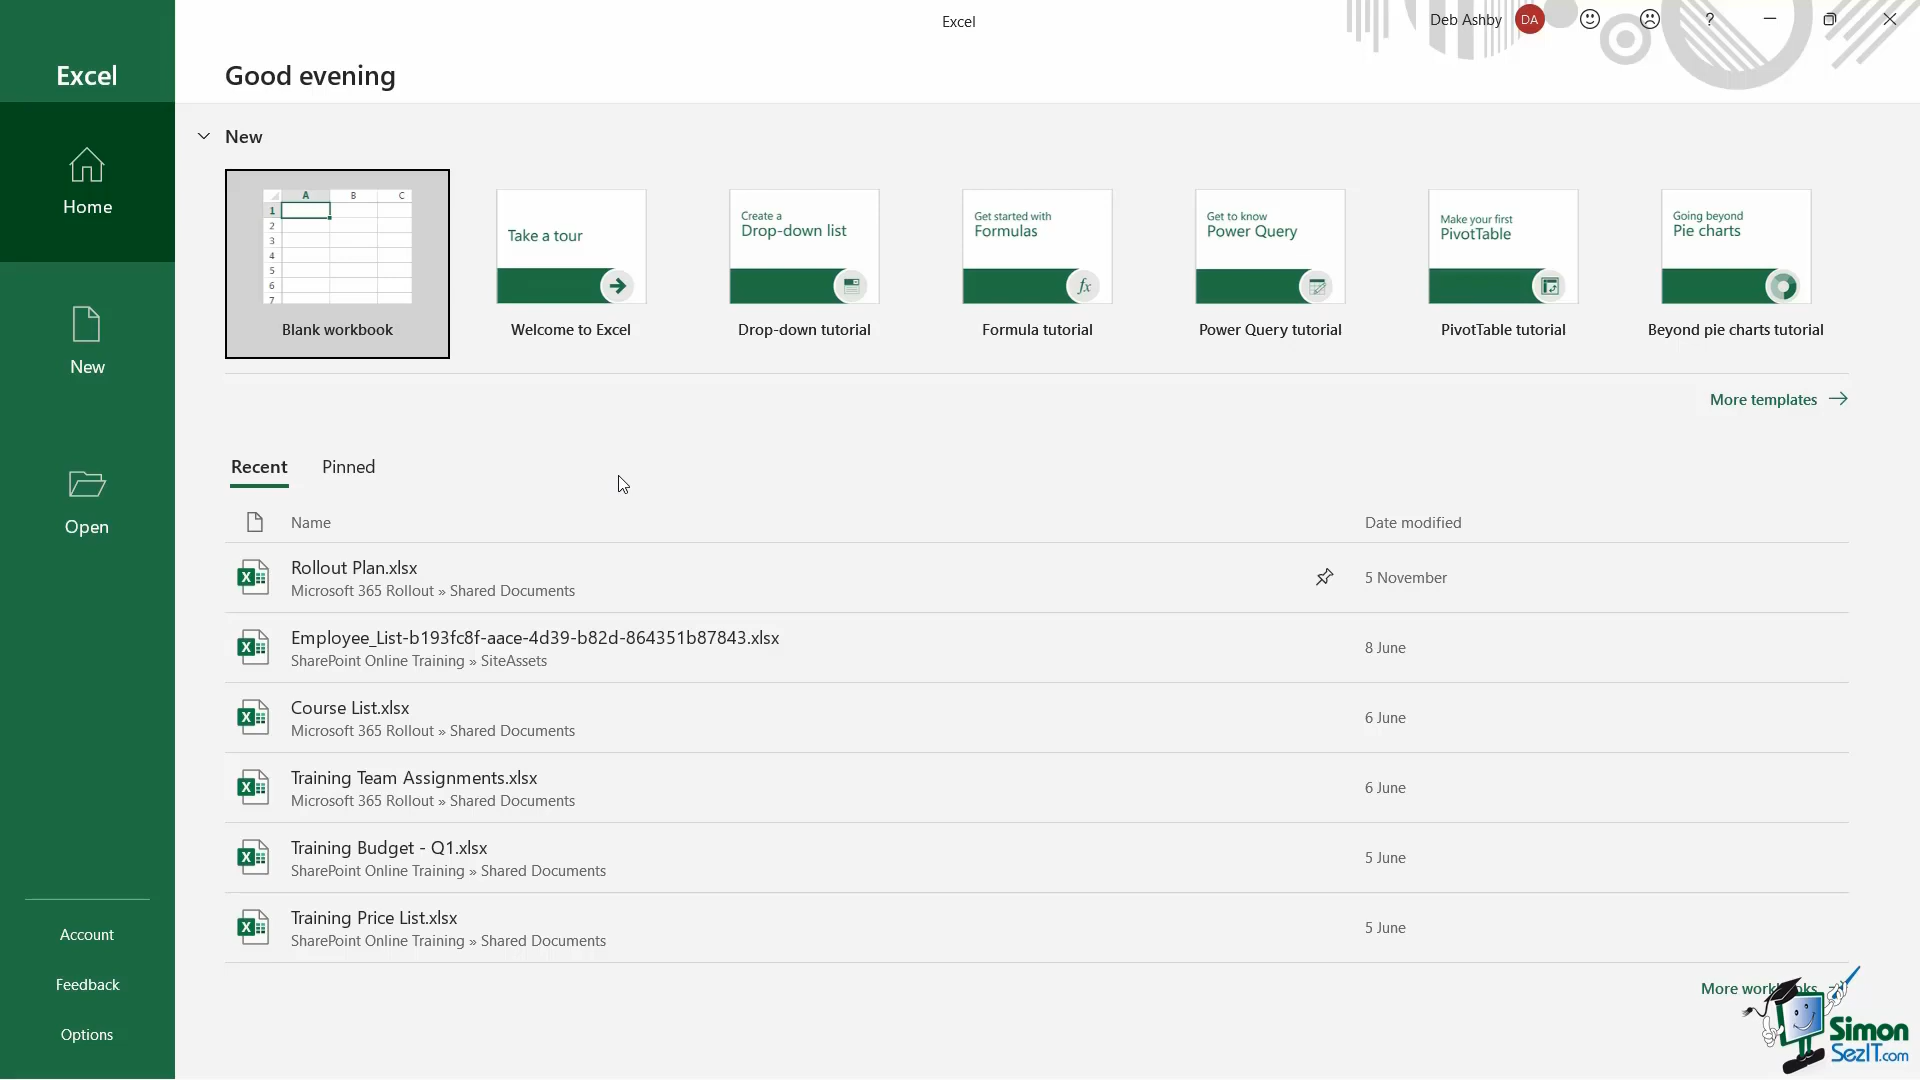 Excel
Deb Ashby
DA
?
Excel
Good evening
Home
New
Open
Account
Feedback
Options
New
A B C
1
2
3
4
5
6
7
Blank workbook
Take a tour
Welcome to Excel
Create a
Drop-down list
Drop-down tutorial
Get started with
Formulas
fx
Formula tutorial
Get to know
Power Query
Power Query tutorial
Make your first
PivotTable
PivotTable tutorial
Going beyond
Pie charts
Beyond pie charts tutorial
More templates
Recent Pinned
Name Date modified
Rollout Plan.xlsx
Microsoft 365 Rollout » Shared Documents
5 November
Employee_List-b193fc8f-aace-4d39-b82d-864351b87843.xlsx
SharePoint Online Training » SiteAssets
8 June
Course List.xlsx
Microsoft 365 Rollout » Shared Documents
6 June
Training Team Assignments.xlsx
Microsoft 365 Rollout » Shared Documents
6 June
Training Budget - Q1.xlsx
SharePoint Online Training » Shared Documents
5 June
Training Price List.xlsx
SharePoint Online Training » Shared Documents
5 June
More
Simon
SezIT.com